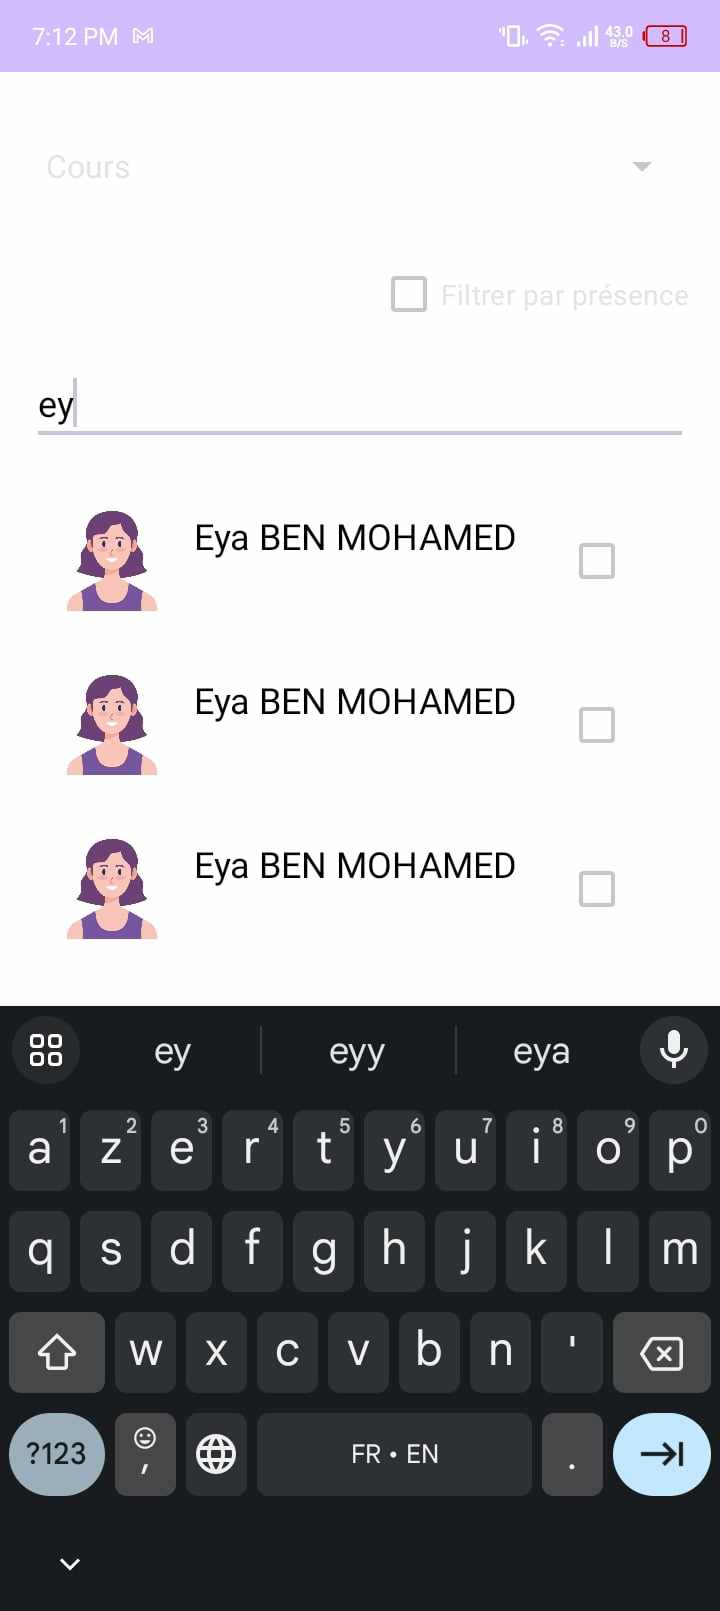 7:12 PM 43.0 B/S 8
Cours
Filtrer par présence
ey
Eya BEN MOHAMED
Eya BEN MOHAMED
Eya BEN MOHAMED
ey eyy eya
a 1 z 2 e 3 r 4 t 5 y 6 u 7 i 8 o 9 p 0
q s d f g h j k l m
w x c v b n '
?123 , FR • EN .